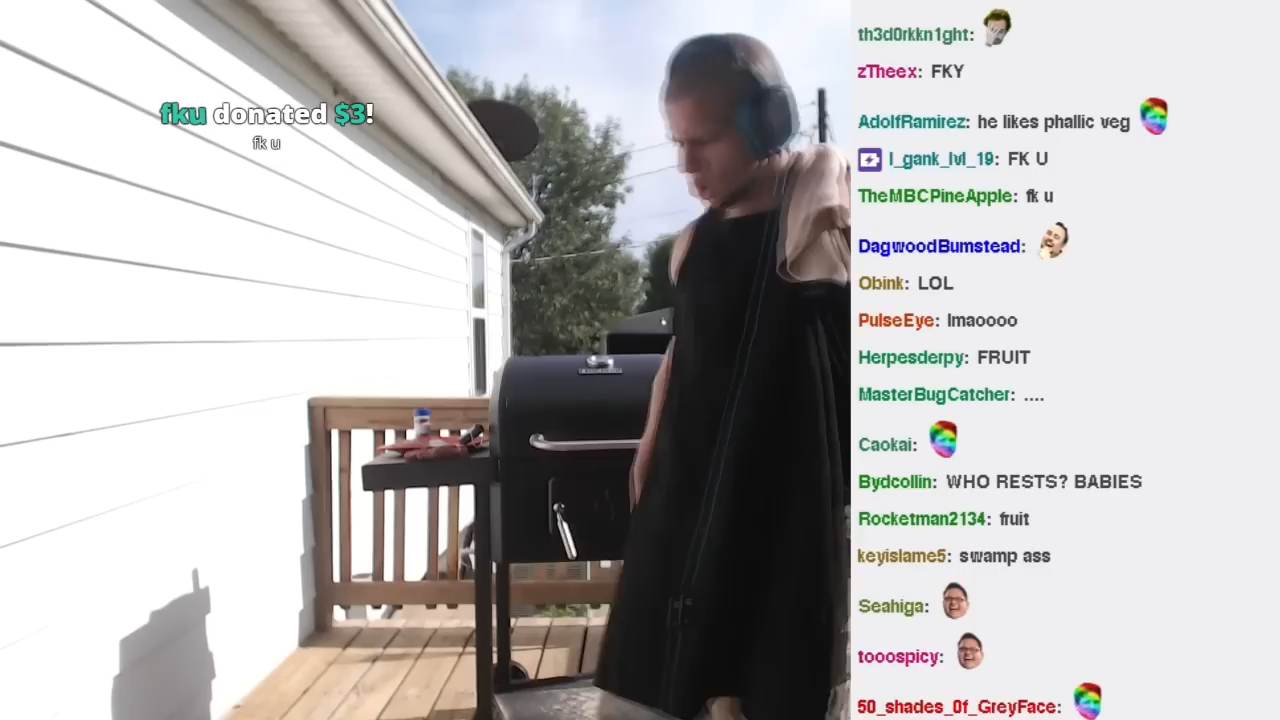 fku donated $3!
fk u
th3d0rkkn1ght:
zTheex: FKY
AdolfRamirez: he likes phallic veg
l_gank_lvl_19: FK U
TheMBCPineApple: fk u
DagwoodBumstead:
Obink: LOL
PulseEye: lmaoooo
Herpesderpy: FRUIT
MasterBugCatcher: ....
Caokai:
Bydcollin: WHO RESTS? BABIES
Rocketman2134: fruit
keyislame5: swamp ass
Seahiga:
tooospicy:
50_shades_0f_GreyFace: